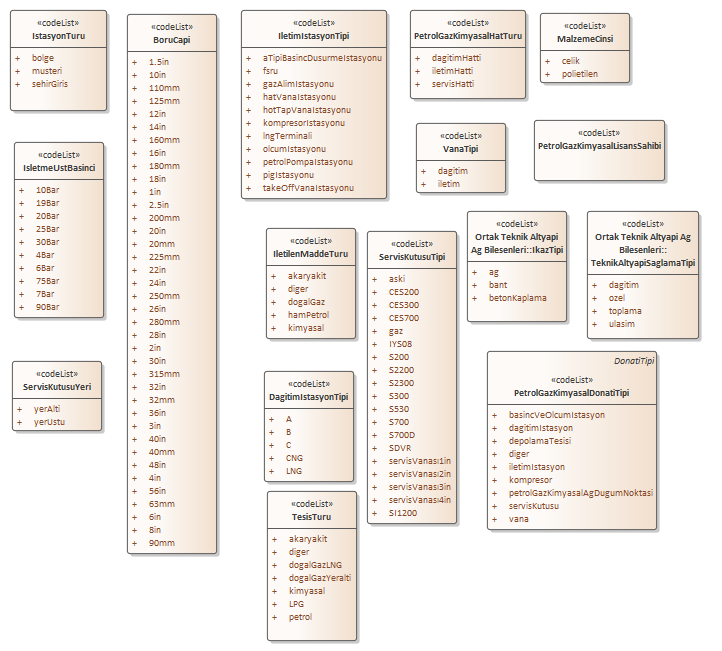 «codeList»
IstasyonTuru
+ bolge
+ musteri
+ sehirGiris
«codeList»
BoruCapi
+ 1.5in
+ 10in
+ 110mm
+ 125mm
+ 12in
+ 14in
+ 160mm
+ 16in
+ 180mm
+ 18in
+ 1in
+ 2.5in
+ 200mm
+ 20in
+ 20mm
+ 225mm
+ 22in
+ 24in
+ 250mm
+ 26in
+ 280mm
+ 28in
+ 2in
+ 30in
+ 315mm
+ 32in
+ 32mm
+ 36in
+ 3in
+ 40in
+ 40mm
+ 48in
+ 4in
+ 56in
+ 63mm
+ 6in
+ 8in
+ 90mm
«codeList»
IletimIstasyonTipi
+ aTipiBasincDusurmeIstasyonu
+ fsru
+ gazAlimIstasyonu
+ hatVanaIstasyonu
+ hotTapVanaIstasyonu
+ kompresorIstasyonu
+ lngTerminali
+ olcumIstasyonu
+ petrolPompaIstasyonu
+ pigIstasyonu
+ takeOffVanaIstasyonu
«codeList»
PetrolGazKimyasalHatTuru
+ dagitimHatti
+ iletimHatti
+ servisHatti
«codeList»
MalzemeCinsi
+ celik
+ polietilen
«codeList»
VanaTipi
+ dagitim
+ iletim
«codeList»
PetrolGazKimyasalLisansSahibi
«codeList»
IsletmeUstBasinci
+ 10Bar
+ 19Bar
+ 20Bar
+ 25Bar
+ 30Bar
+ 4Bar
+ 6Bar
+ 75Bar
+ 7Bar
+ 90Bar
«codeList»
IletilenMaddeTuru
+ akaryakit
+ diger
+ dogalGaz
+ hamPetrol
+ kimyasal
«codeList»
ServisKutusuTipi
+ aski
+ CES200
+ CES300
+ CES700
+ gaz
+ IYS08
+ S200
+ S2200
+ S2300
+ S300
+ S530
+ S700
+ S700D
+ SDVR
+ servisVanasi1in
+ servisVanasi2in
+ servisVanasi3in
+ servisVanasi4in
+ SI1200
«codeList»
Ortak Teknik Altyapi
Ag Bilesenleri::IkazTipi
+ ag
+ bant
+ betonKaplama
«codeList»
Ortak Teknik Altyapi Ag
Bilesenleri::
TeknikAltyapiSaglamaTipi
+ dagitim
+ ozel
+ toplama
+ ulasim
«codeList»
ServisKutusuYeri
+ yerAlti
+ yerUstu
«codeList»
DagitimIstasyonTipi
+ A
+ B
+ C
+ CNG
+ LNG
DonatiTipi
«codeList»
PetrolGazKimyasalDonatiTipi
+ basincVeOlcumIstasyon
+ dagitimIstasyon
+ depolamaTesisi
+ diger
+ iletimIstasyon
+ kompresor
+ petrolGazKimyasalAgDugumNoktasi
+ servisKutusu
+ vana
«codeList»
TesisTuru
+ akaryakit
+ diger
+ dogalGazLNG
+ dogalGazYeralti
+ kimyasal
+ LPG
+ petrol